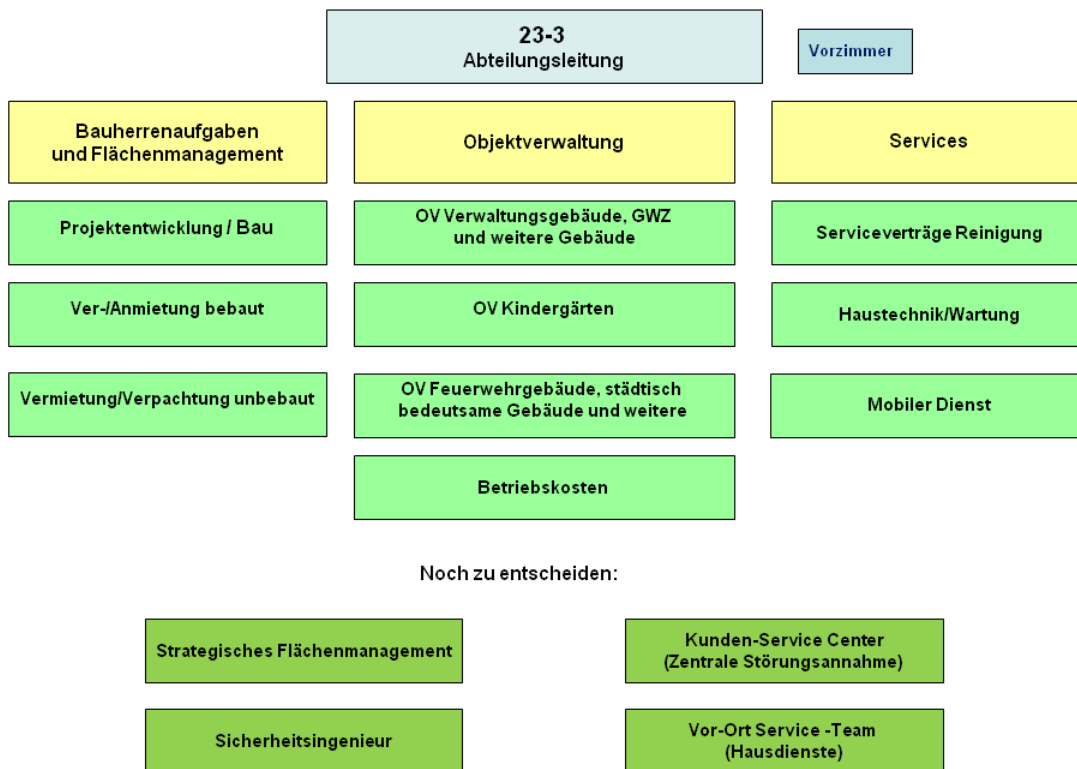 23-3
Abteilungsleitung
Vorzimmer
Bauherrenaufgaben
und Flächenmanagement
Objektverwaltung
Services
Projektentwicklung / Bau
OV Verwaltungsgebäude, GWZ
und weitere Gebäude
Serviceverträge Reinigung
Ver-/Anmietung bebaut
OV Kindergärten
Haustechnik/Wartung
Vermietung/Verpachtung unbebaut
OV Feuerwehrgebäude, städtisch
bedeutsame Gebäude und weitere
Mobiler Dienst
Betriebskosten
Noch zu entscheiden:
Strategisches Flächenmanagement
Kunden-Service Center
(Zentrale Störungsannahme)
Sicherheitsingenieur
Vor-Ort Service -Team
(Hausdienste)